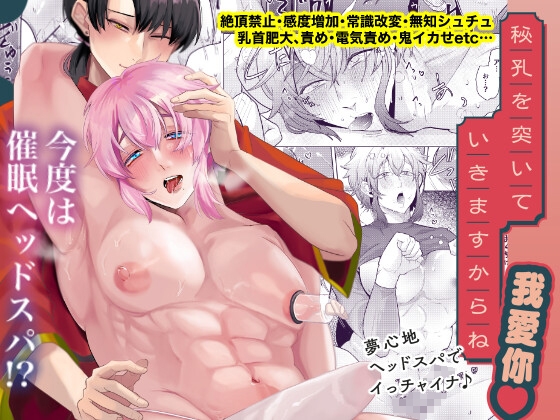 絶頂禁止・感度増加・常識改変・無知シュチュ
乳首肥大、責め・電気責め・鬼イカせetc…
秘孔を突いて
いきますからね
我愛你
今度は
催眠ヘッドスパ!?
夢心地
ヘッドスパで
イっチャイナ♪